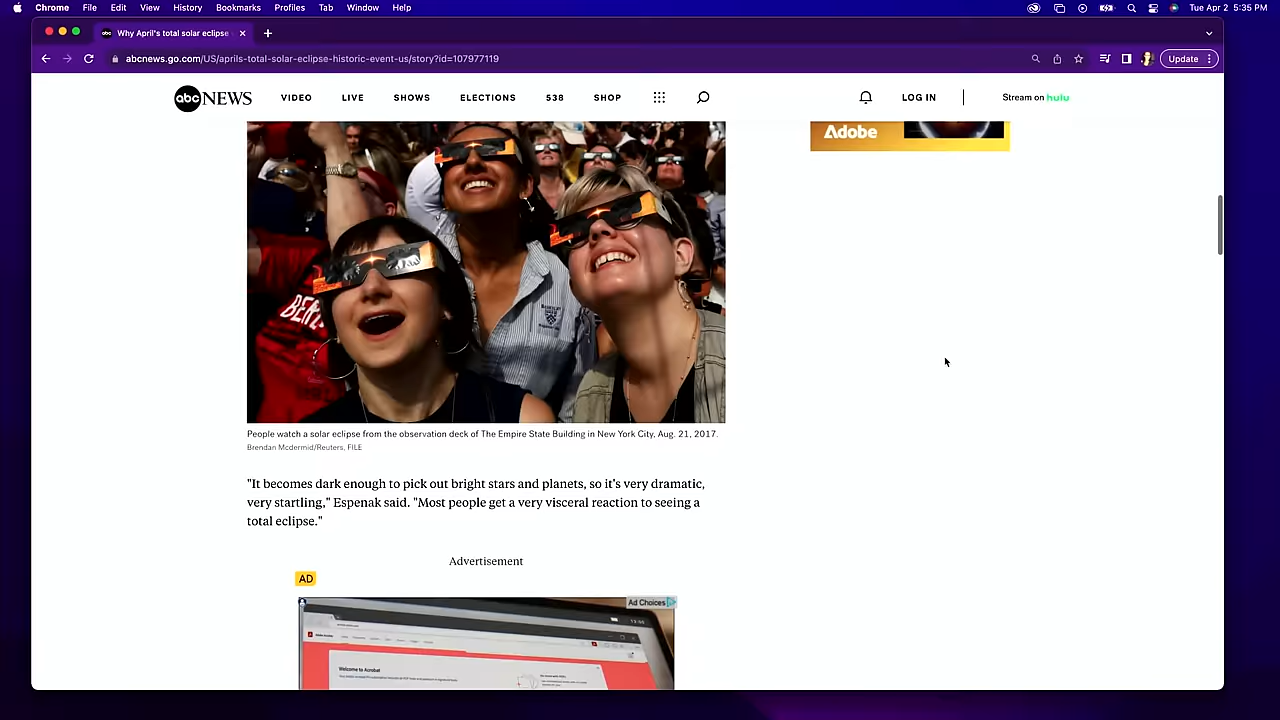 Chrome File Edit View History Bookmarks Profiles Tab Window Help Tue Apr 2 5:35 PM
abc Why April's total solar eclipse
abcnews.go.com/US/aprils-total-solar-eclipse-historic-event-us/story?id=107977119 Update
abc NEWS VIDEO LIVE SHOWS ELECTIONS 538 SHOP LOG IN Stream on hulu
Adobe
BERK
People watch a solar eclipse from the observation deck of The Empire State Building in New York City, Aug. 21, 2017.
Brendan Mcdermid/Reuters, FILE
"It becomes dark enough to pick out bright stars and planets, so it's very dramatic,
very startling," Espenak said. "Most people get a very visceral reaction to seeing a
total eclipse."
Advertisement
AD
Ad Choices
Welcome to Acrobat